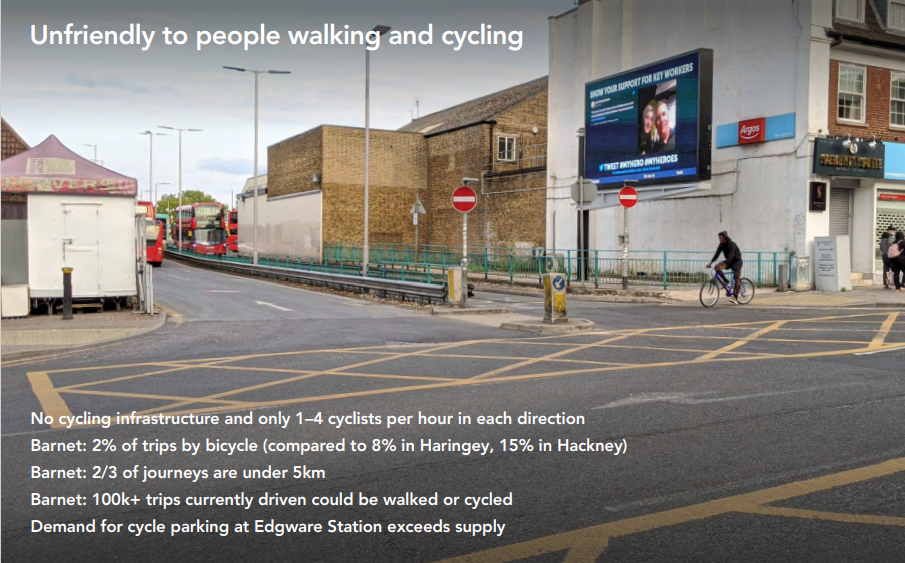 Unfriendly to people walking and cycling
SHOW YOUR SUPPORT FOR KEY WORKERS
TWEET #MYHERO #MYHEROES
Argos
No cycling infrastructure and only 1–4 cyclists per hour in each direction
Barnet: 2% of trips by bicycle (compared to 8% in Haringey, 15% in Hackney)
Barnet: 2/3 of journeys are under 5km
Barnet: 100k+ trips currently driven could be walked or cycled
Demand for cycle parking at Edgware Station exceeds supply